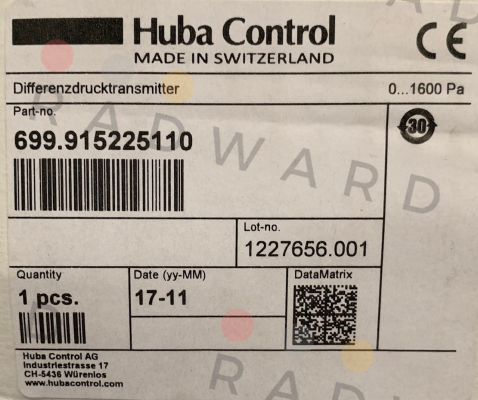 Huba Control
MADE IN SWITZERLAND
CE
Differenzdrucktransmitter 0...1600 Pa
Part-no.
699.915225110
30
Lot-no.
1227656.001
Quantity
1 pcs.
Date (yy-MM)
17-11
DataMatrix
Huba Control AG
Industriestrasse 17
CH-5436 Würenlos
www.hubacontrol.com
RADWARD
RADWARD